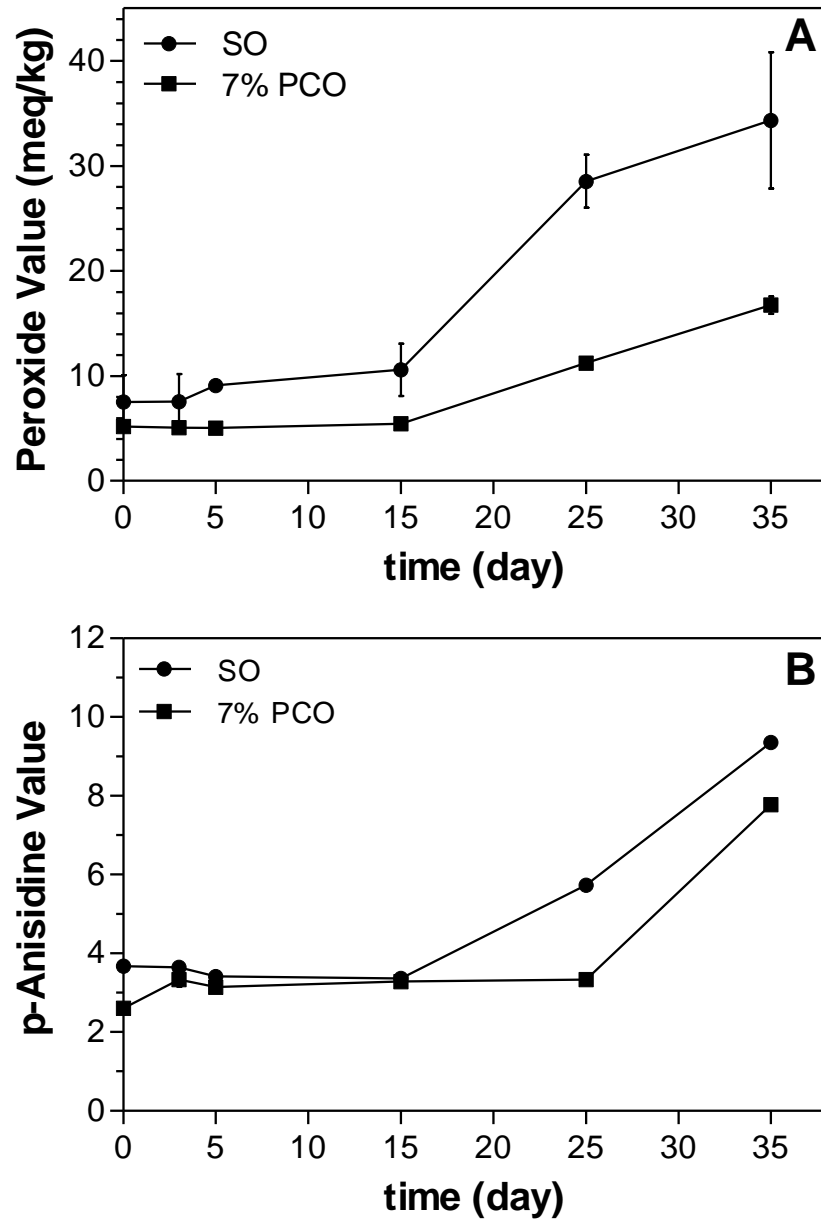 A
SO
7% PCO
Peroxide Value (meq/kg)
40
30
20
10
0
0 5 10 15 20 25 30 35
time (day)
B
SO
7% PCO
p-Anisidine Value
12
10
8
6
4
2
0
0 5 10 15 20 25 30 35
time (day)